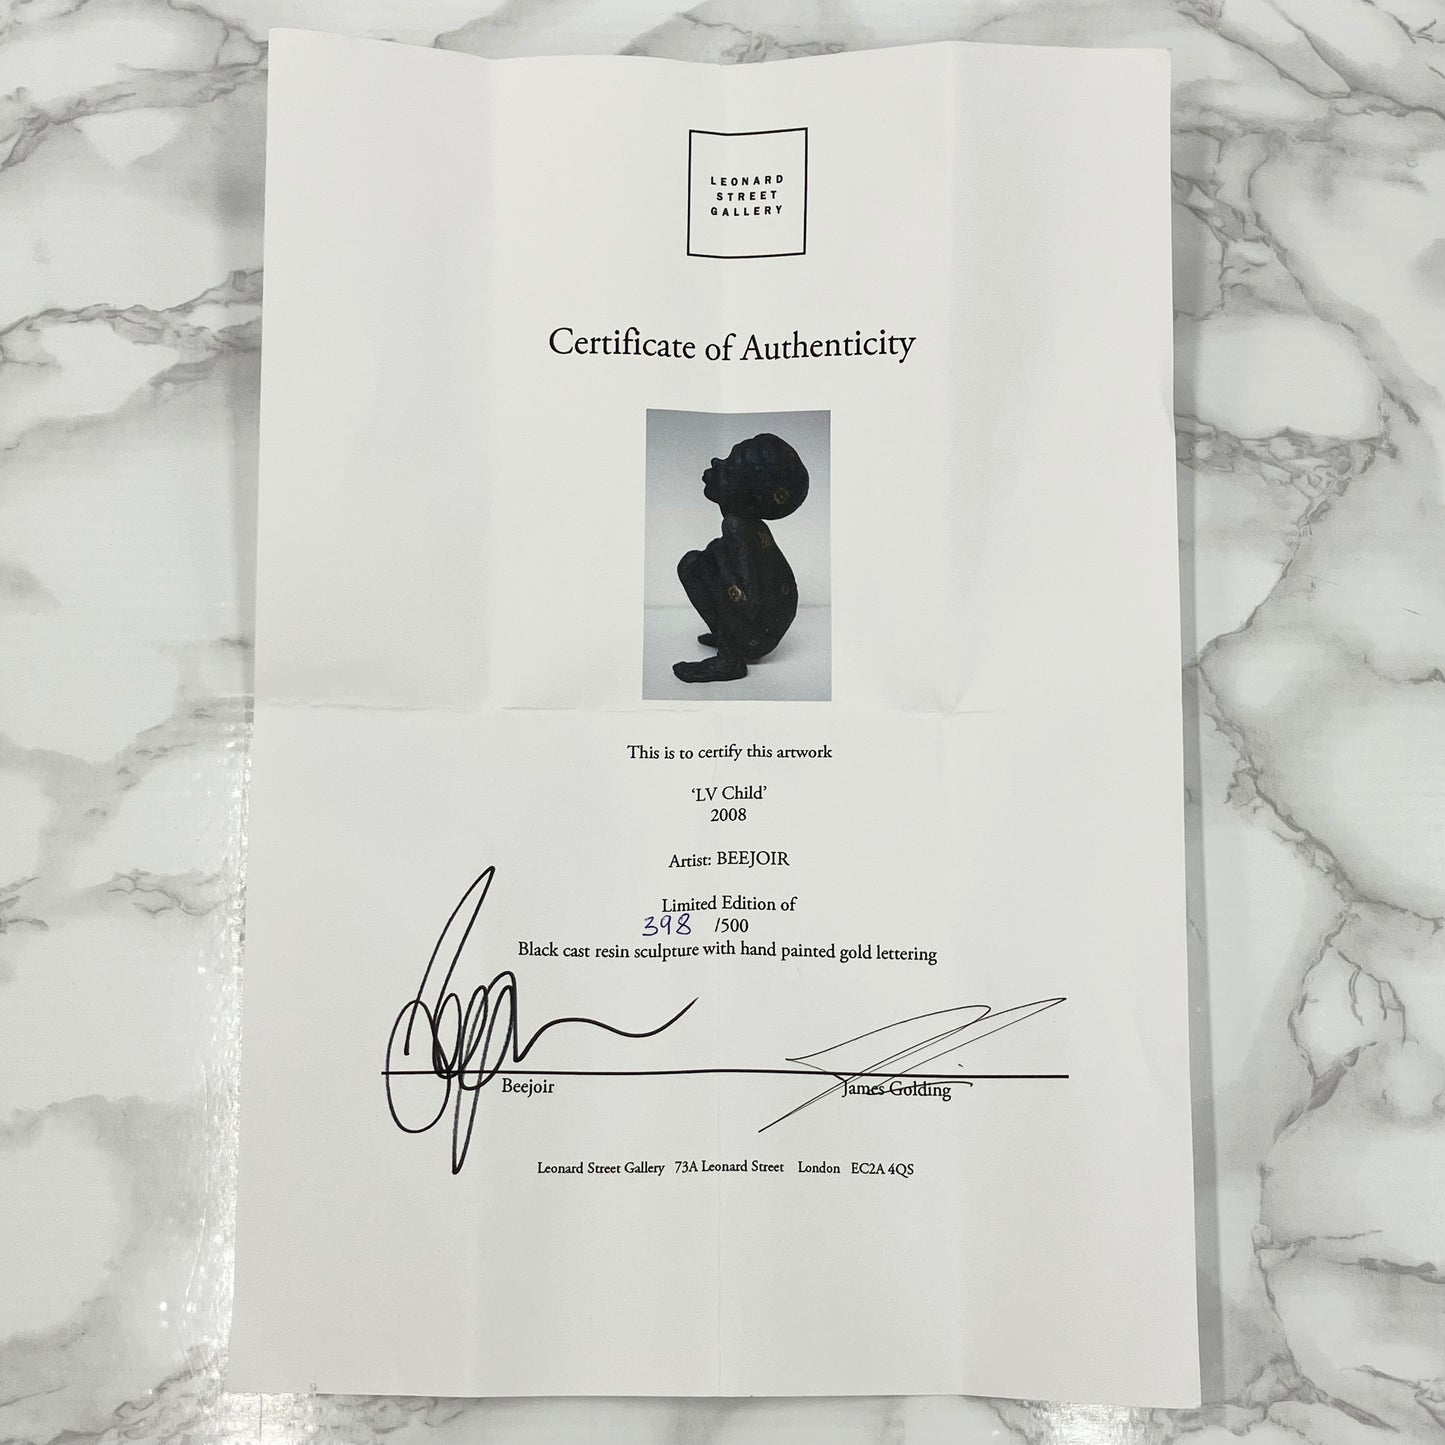 LEONARD
STREET
GALLERY
Certificate of Authenticity
This is to certify this artwork
‘LV Child’
2008
Artist: BEEJOIR
Limited Edition of
398 /500
Black cast resin sculpture with hand painted gold lettering
Beejoir
James Golding
Leonard Street Gallery 73A Leonard Street London EC2A 4QS